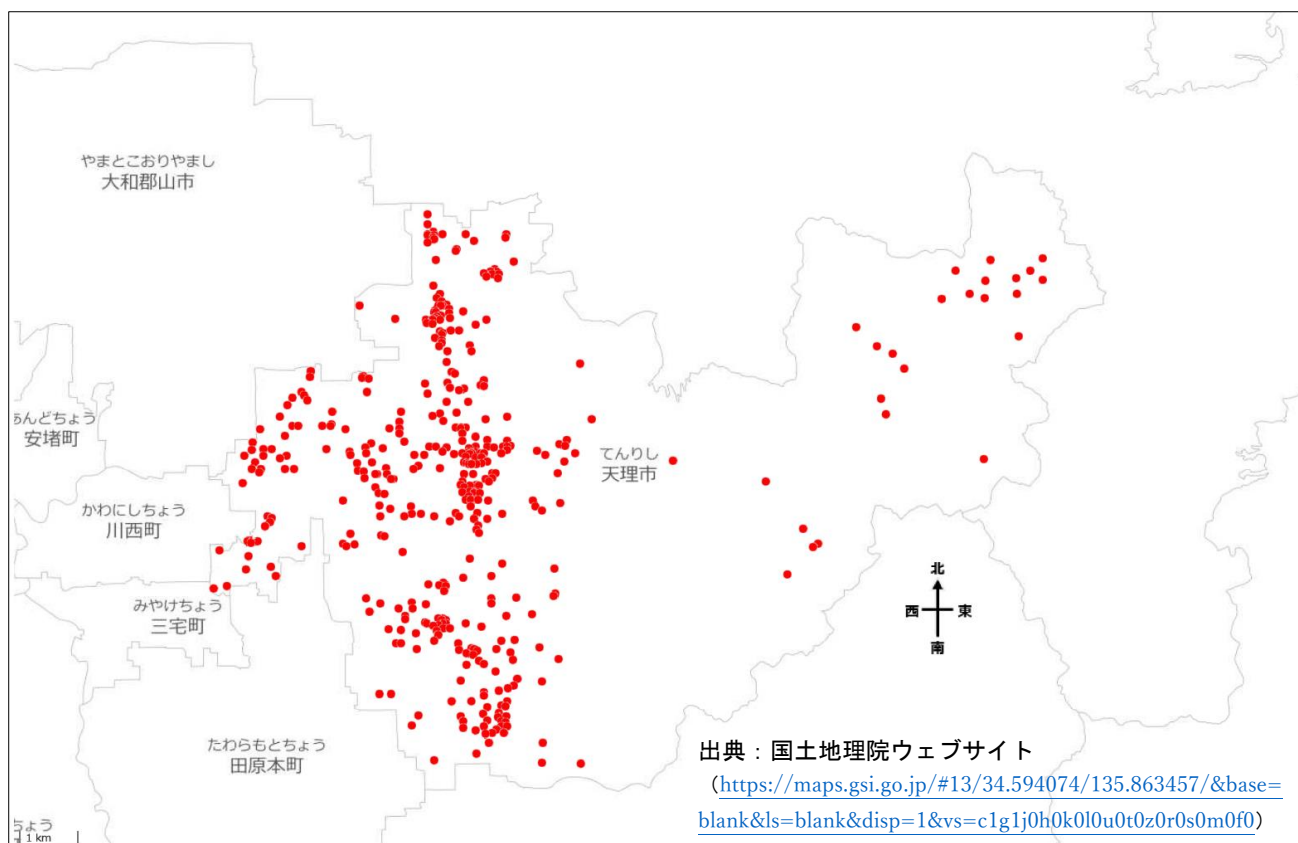 やまとこおりやまし
大和郡山市
あんどちょう
安堵町
てんりし
天理市
かわにしちょう
川西町
みやけちょう
三宅町
北
西 東
南
たわらもとちょう
田原本町
出典：国土地理院ウェブサイト
（https://maps.gsi.go.jp/#13/34.594074/135.863457/&base=
blank&ls=blank&disp=1&vs=c1g1j0h0k0l0u0t0z0r0s0m0f0）
ちょう
1 km